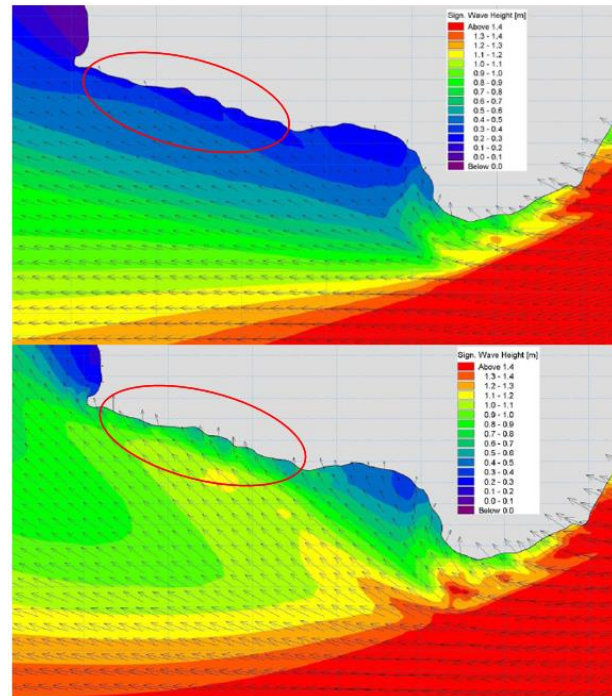 Sign. Wave Height [m]
Above 1.4
1.3 - 1.4
1.2 - 1.3
1.1 - 1.2
1.0 - 1.1
0.9 - 1.0
0.8 - 0.9
0.7 - 0.8
0.6 - 0.7
0.5 - 0.6
0.4 - 0.5
0.3 - 0.4
0.2 - 0.3
0.1 - 0.2
0.0 - 0.1
Below 0.0
Sign. Wave Height [m]
Above 1.4
1.3 - 1.4
1.2 - 1.3
1.1 - 1.2
1.0 - 1.1
0.9 - 1.0
0.8 - 0.9
0.7 - 0.8
0.6 - 0.7
0.5 - 0.6
0.4 - 0.5
0.3 - 0.4
0.2 - 0.3
0.1 - 0.2
0.0 - 0.1
Below 0.0